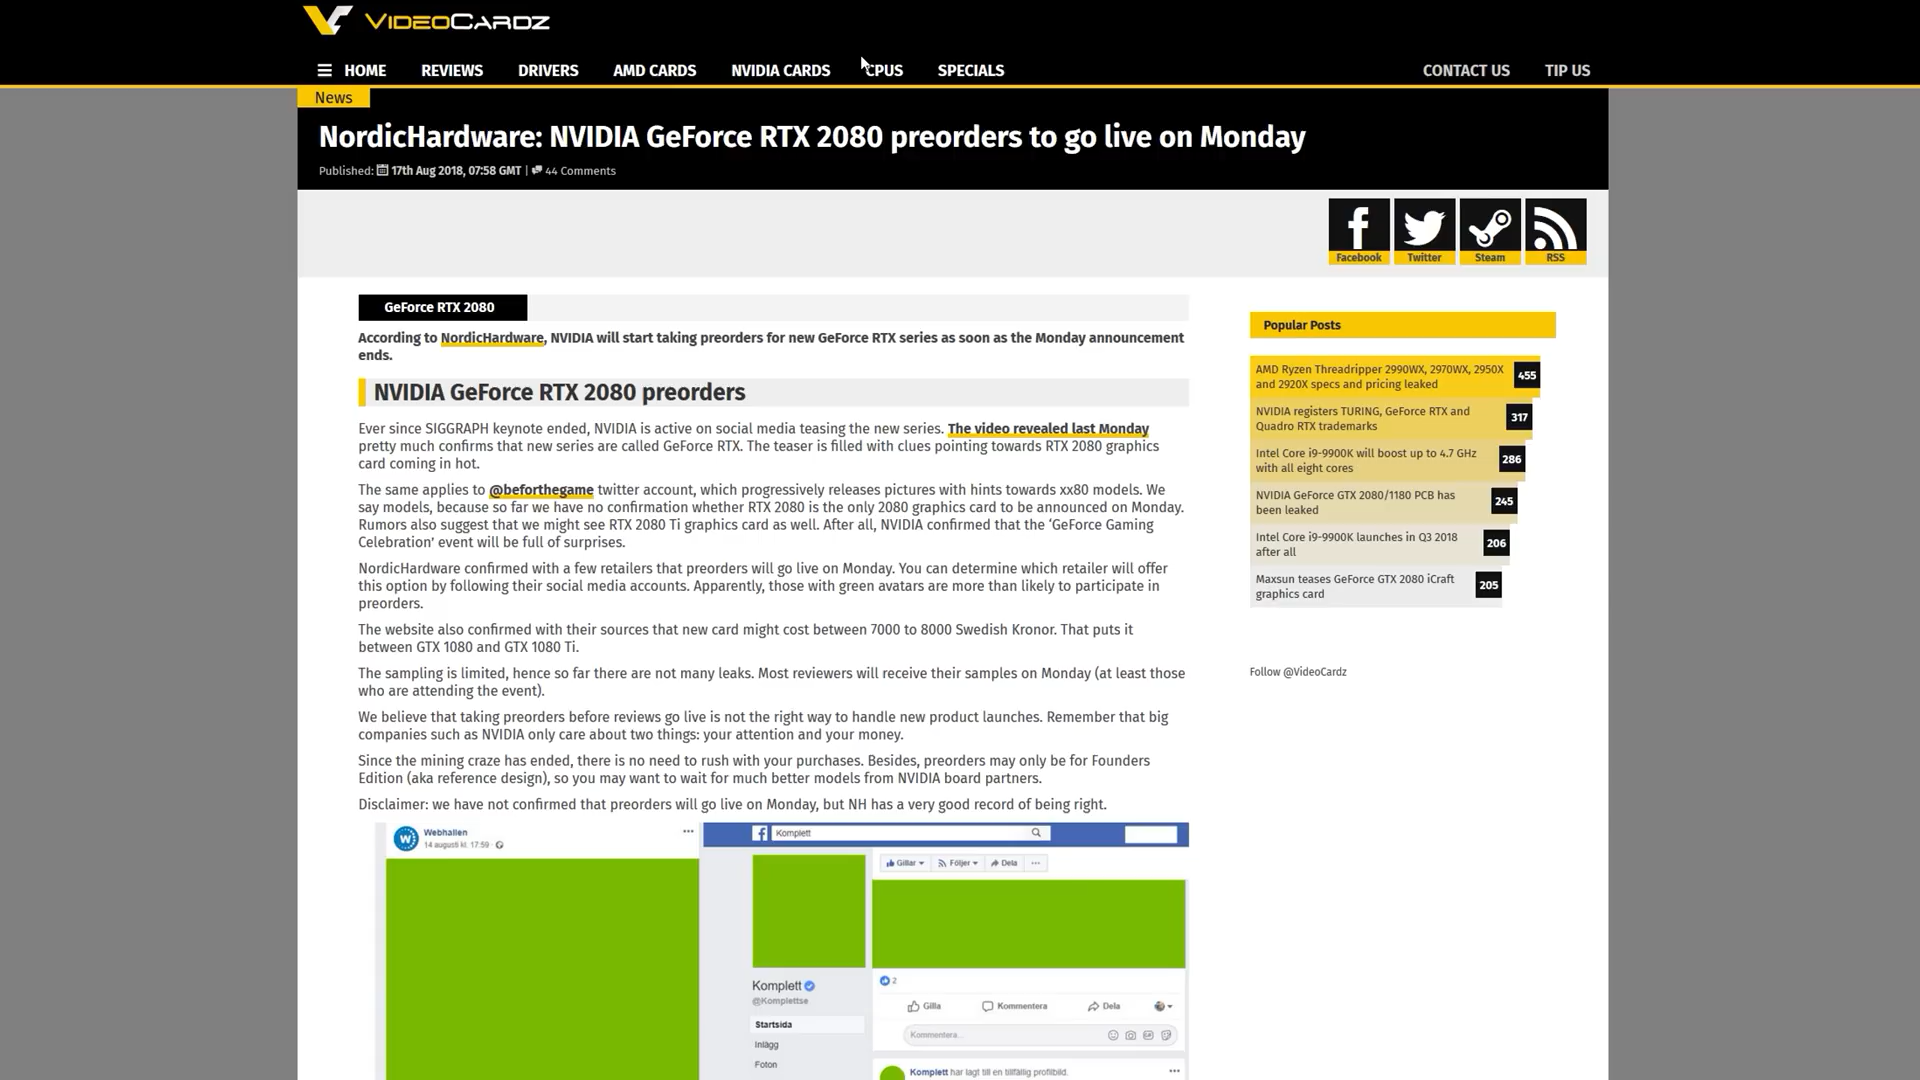 VIDEOCARDZ
HOME REVIEWS DRIVERS AMD CARDS NVIDIA CARDS CPUS SPECIALS CONTACT US TIP US
News
NordicHardware: NVIDIA GeForce RTX 2080 preorders to go live on Monday
Published: 17th Aug 2018, 07:58 GMT | 44 Comments
Facebook Twitter Steam RSS
GeForce RTX 2080
According to NordicHardware, NVIDIA will start taking preorders for new GeForce RTX series as soon as the Monday announcement
ends.
NVIDIA GeForce RTX 2080 preorders
Ever since SIGGRAPH keynote ended, NVIDIA is active on social media teasing the new series. The video revealed last Monday
pretty much confirms that new series are called GeForce RTX. The teaser is filled with clues pointing towards RTX 2080 graphics
card coming in hot.
The same applies to @beforthegame twitter account, which progressively releases pictures with hints towards xx80 models. We
say models, because so far we have no confirmation whether RTX 2080 is the only 2080 graphics card to be announced on Monday.
Rumors also suggest that we might see RTX 2080 Ti graphics card as well. After all, NVIDIA confirmed that the ‘GeForce Gaming
Celebration’ event will be full of surprises.
NordicHardware confirmed with a few retailers that preorders will go live on Monday. You can determine which retailer will offer
this option by following their social media accounts. Apparently, those with green avatars are more than likely to participate in
preorders.
The website also confirmed with their sources that new card might cost between 7000 to 8000 Swedish Kronor. That puts it
between GTX 1080 and GTX 1080 Ti.
The sampling is limited, hence so far there are not many leaks. Most reviewers will receive their samples on Monday (at least those
who are attending the event).
We believe that taking preorders before reviews go live is not the right way to handle new product launches. Remember that big
companies such as NVIDIA only care about two things: your attention and your money.
Since the mining craze has ended, there is no need to rush with your purchases. Besides, preorders may only be for Founders
Edition (aka reference design), so you may want to wait for much better models from NVIDIA board partners.
Disclaimer: we have not confirmed that preorders will go live on Monday, but NH has a very good record of being right.
Webhallen
14 augusti kl. 17:59
Komplett
Gillar Följer Dela
Komplett
@Komplettse
Startsida
Inlägg
Foton
2
Gilla Kommentera Dela
Kommentera...
Komplett har lagt till en tillfällig profilbild.
Popular Posts
AMD Ryzen Threadripper 2990WX, 2970WX, 2950X
and 2920X specs and pricing leaked
455
NVIDIA registers TURING, GeForce RTX and
Quadro RTX trademarks
317
Intel Core i9-9900K will boost up to 4.7 GHz
with all eight cores
286
NVIDIA GeForce GTX 2080/1180 PCB has
been leaked
245
Intel Core i9-9900K launches in Q3 2018
after all
206
Maxsun teases GeForce GTX 2080 iCraft
graphics card
205
Follow @VideoCardz